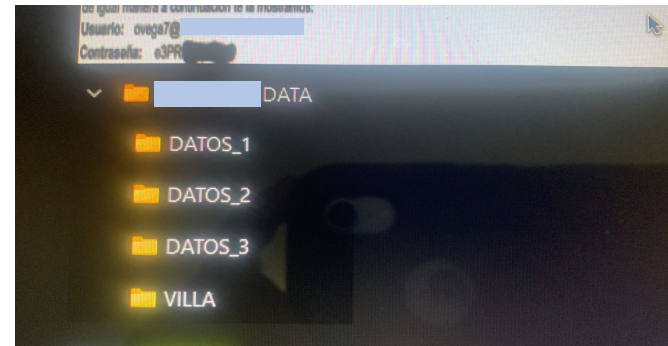 de igual manera a continuación te la mostramos:
Usuario: ovega7@
Contraseña: e3PR
DATA
DATOS_1
DATOS_2
DATOS_3
VILLA